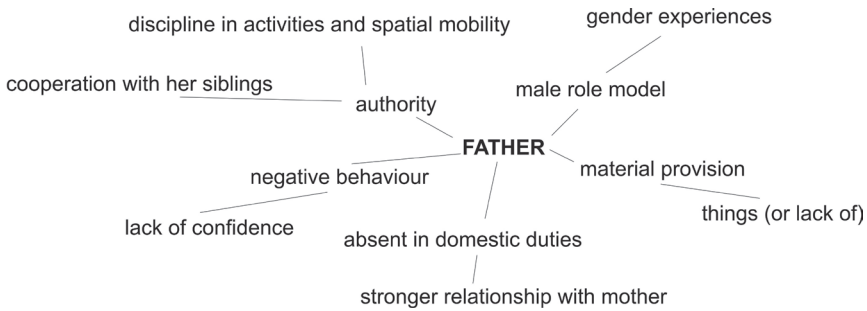 gender experiences
discipline in activities and spatial mobility
cooperation with her siblings
male role model
authority
FATHER
material provision
negative behaviour
things (or lack of)
lack of confidence
absent in domestic duties
stronger relationship with mother